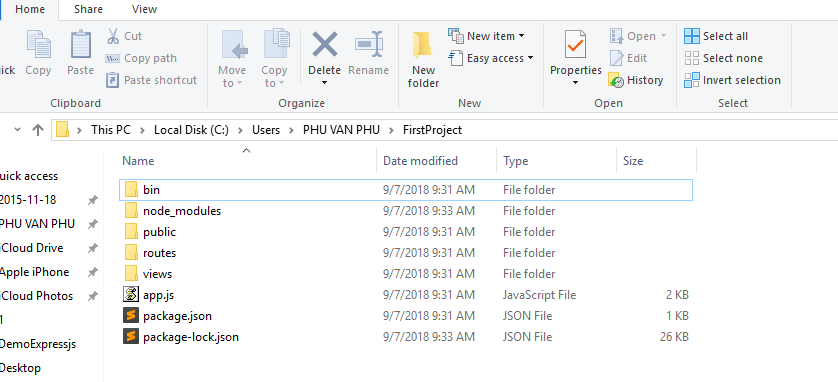 Home Share View
Cut
Copy path
Paste shortcut
Copy Paste
Clipboard
Move to Copy to Delete Rename
Organize
New folder
New item
Easy access
New
Properties
Open
Edit
History
Open
Select all
Select none
Invert selection
Select
This PC > Local Disk (C:) > Users > PHU VAN PHU > FirstProject
Name Date modified Type Size
uick access
2015-11-18
PHU VAN PHU
iCloud Drive
Apple iPhone
iCloud Photos
1
DemoExpressjs
Desktop
bin 9/7/2018 9:31 AM File folder
node_modules 9/7/2018 9:33 AM File folder
public 9/7/2018 9:31 AM File folder
routes 9/7/2018 9:31 AM File folder
views 9/7/2018 9:31 AM File folder
app.js 9/7/2018 9:31 AM JavaScript File 2 KB
package.json 9/7/2018 9:31 AM JSON File 1 KB
package-lock.json 9/7/2018 9:33 AM JSON File 26 KB